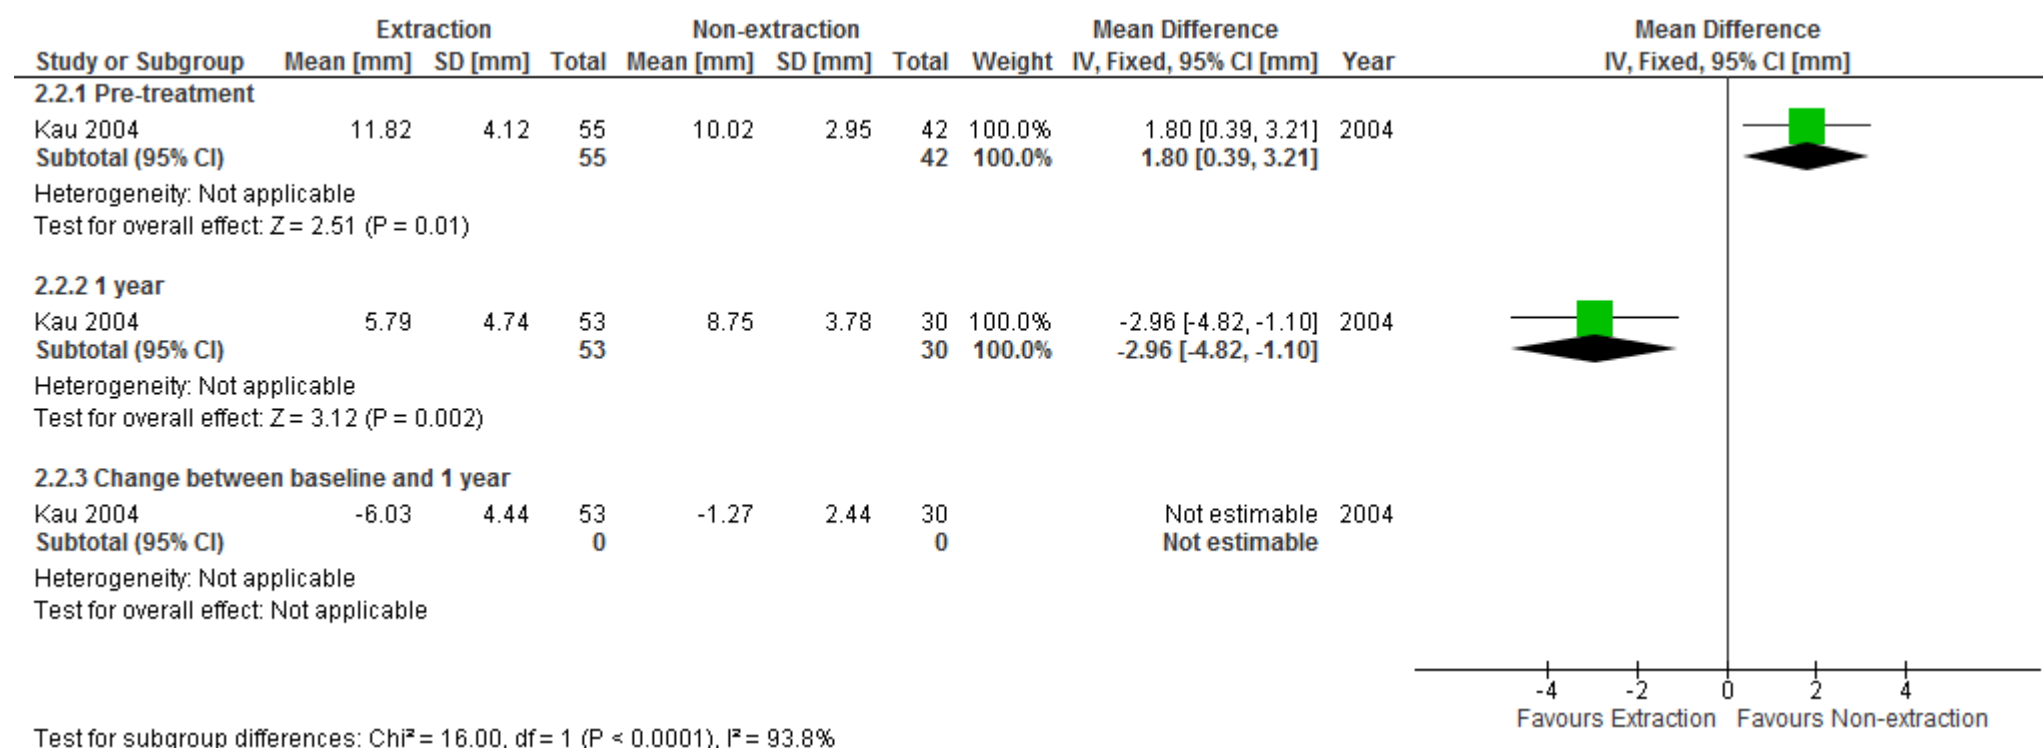 Extraction Non-extraction Mean Difference Mean Difference
Study or Subgroup Mean [mm] SD [mm] Total Mean [mm] SD [mm] Total Weight IV, Fixed, 95% CI [mm] Year IV, Fixed, 95% CI [mm]
2.2.1 Pre-treatment
Kau 2004 11.82 4.12 55 10.02 2.95 42 100.0% 1.80 [0.39, 3.21] 2004
Subtotal (95% CI) 55 42 100.0% 1.80 [0.39, 3.21]
Heterogeneity: Not applicable
Test for overall effect: Z = 2.51 (P = 0.01)
2.2.2 1 year
Kau 2004 5.79 4.74 53 8.75 3.78 30 100.0% -2.96 [-4.82, -1.10] 2004
Subtotal (95% CI) 53 30 100.0% -2.96 [-4.82, -1.10]
Heterogeneity: Not applicable
Test for overall effect: Z = 3.12 (P = 0.002)
2.2.3 Change between baseline and 1 year
Kau 2004 -6.03 4.44 53 -1.27 2.44 30 Not estimable 2004
Subtotal (95% CI) 0 0 Not estimable
Heterogeneity: Not applicable
Test for overall effect: Not applicable
-4 -2 0 2 4
Favours Extraction Favours Non-extraction
Test for subgroup differences: Chi² = 16.00, df = 1 (P < 0.0001), I² = 93.8%